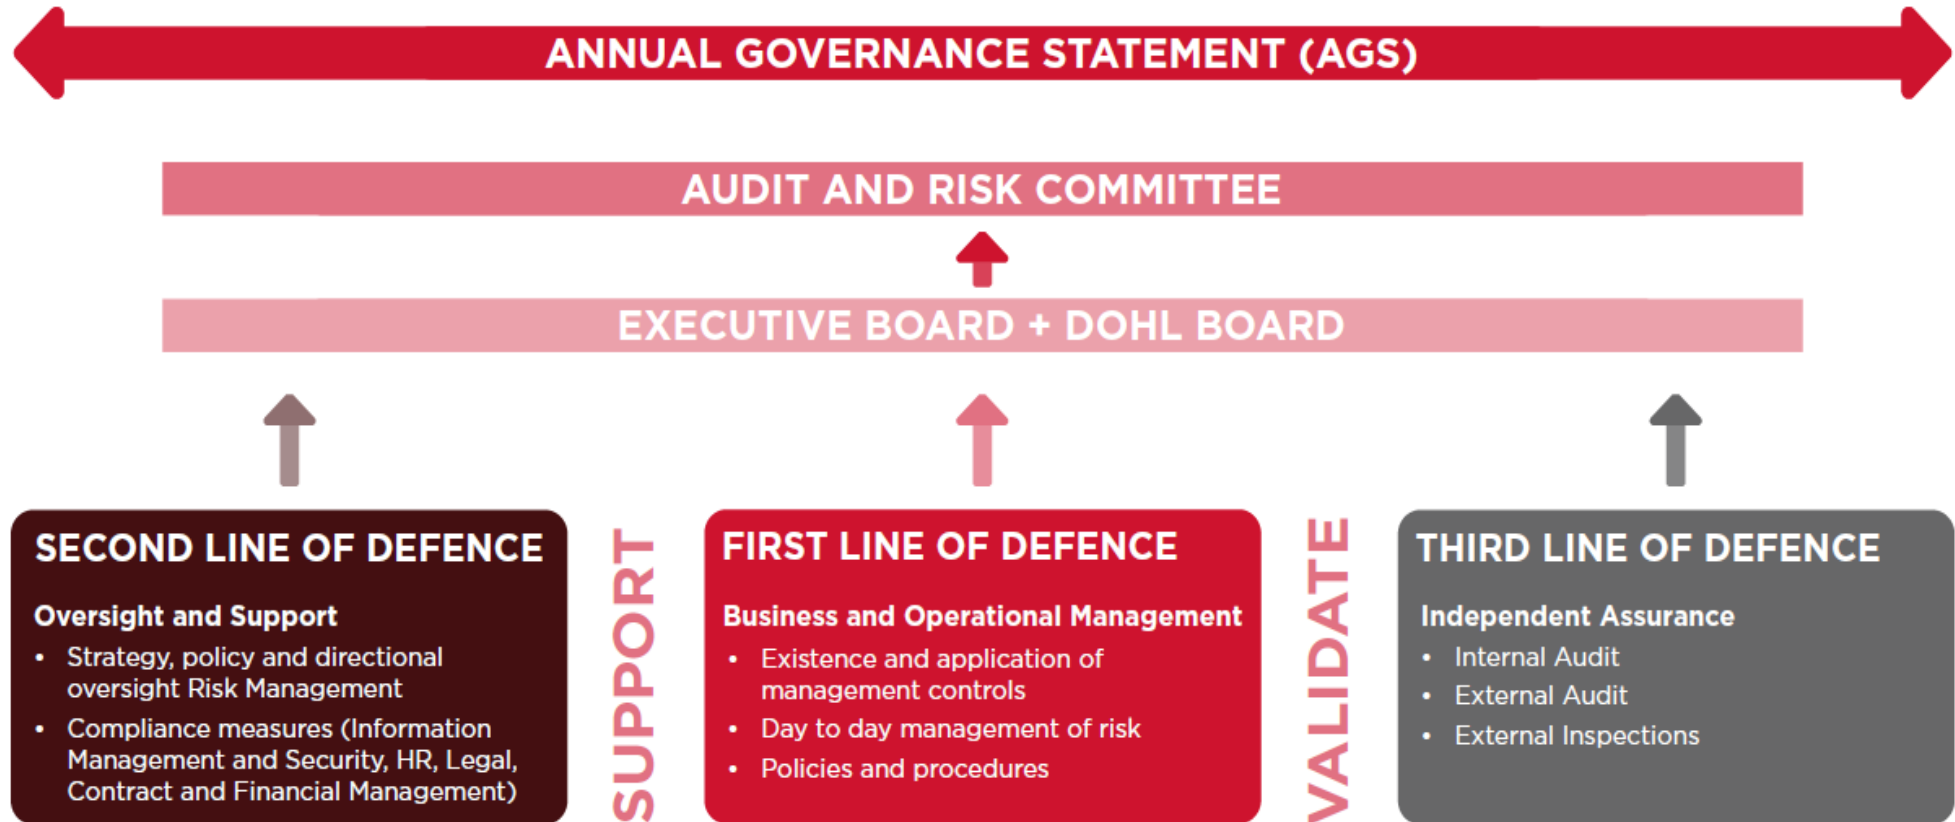 ANNUAL GOVERNANCE STATEMENT (AGS)
AUDIT AND RISK COMMITTEE
EXECUTIVE BOARD + DOHL BOARD
SECOND LINE OF DEFENCE
Oversight and Support
• Strategy, policy and directional
oversight Risk Management
• Compliance measures (Information
Management and Security, HR, Legal,
Contract and Financial Management)
SUPPORT
FIRST LINE OF DEFENCE
Business and Operational Management
• Existence and application of
management controls
• Day to day management of risk
• Policies and procedures
VALIDATE
THIRD LINE OF DEFENCE
Independent Assurance
• Internal Audit
• External Audit
• External Inspections